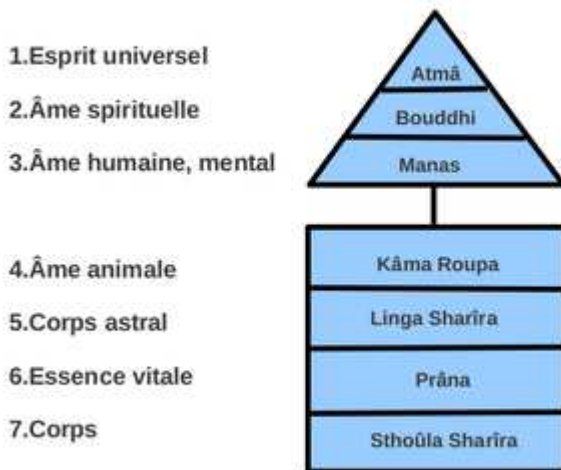 1.Esprit universel
Atmâ
2.Âme spirituelle
Bouddhi
3.Âme humaine, mental
Manas
4.Âme animale
Kâma Roupa
5.Corps astral
Linga Sharîra
6.Essence vitale
Prâna
7.Corps
Sthoûla Sharîra